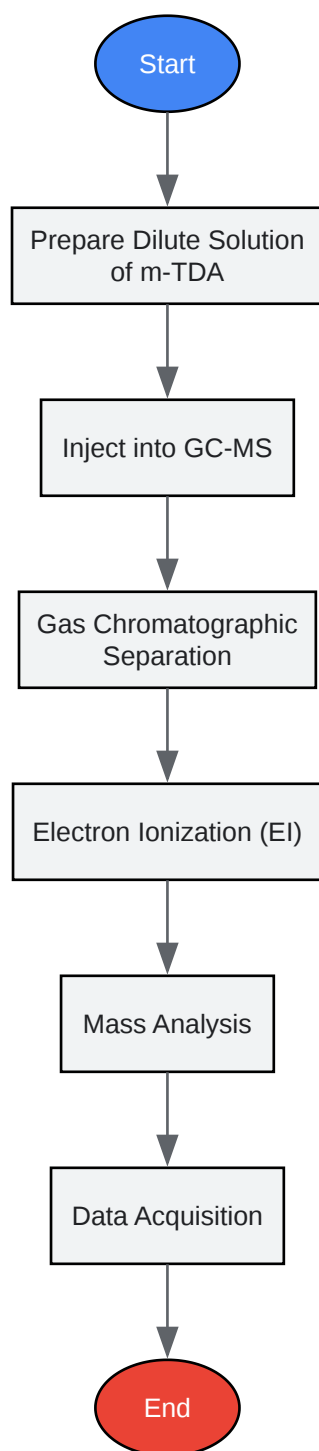 Start
Prepare Dilute Solution
of m-TDA
Inject into GC-MS
Gas Chromatographic
Separation
Electron Ionization (EI)
Mass Analysis
Data Acquisition
End